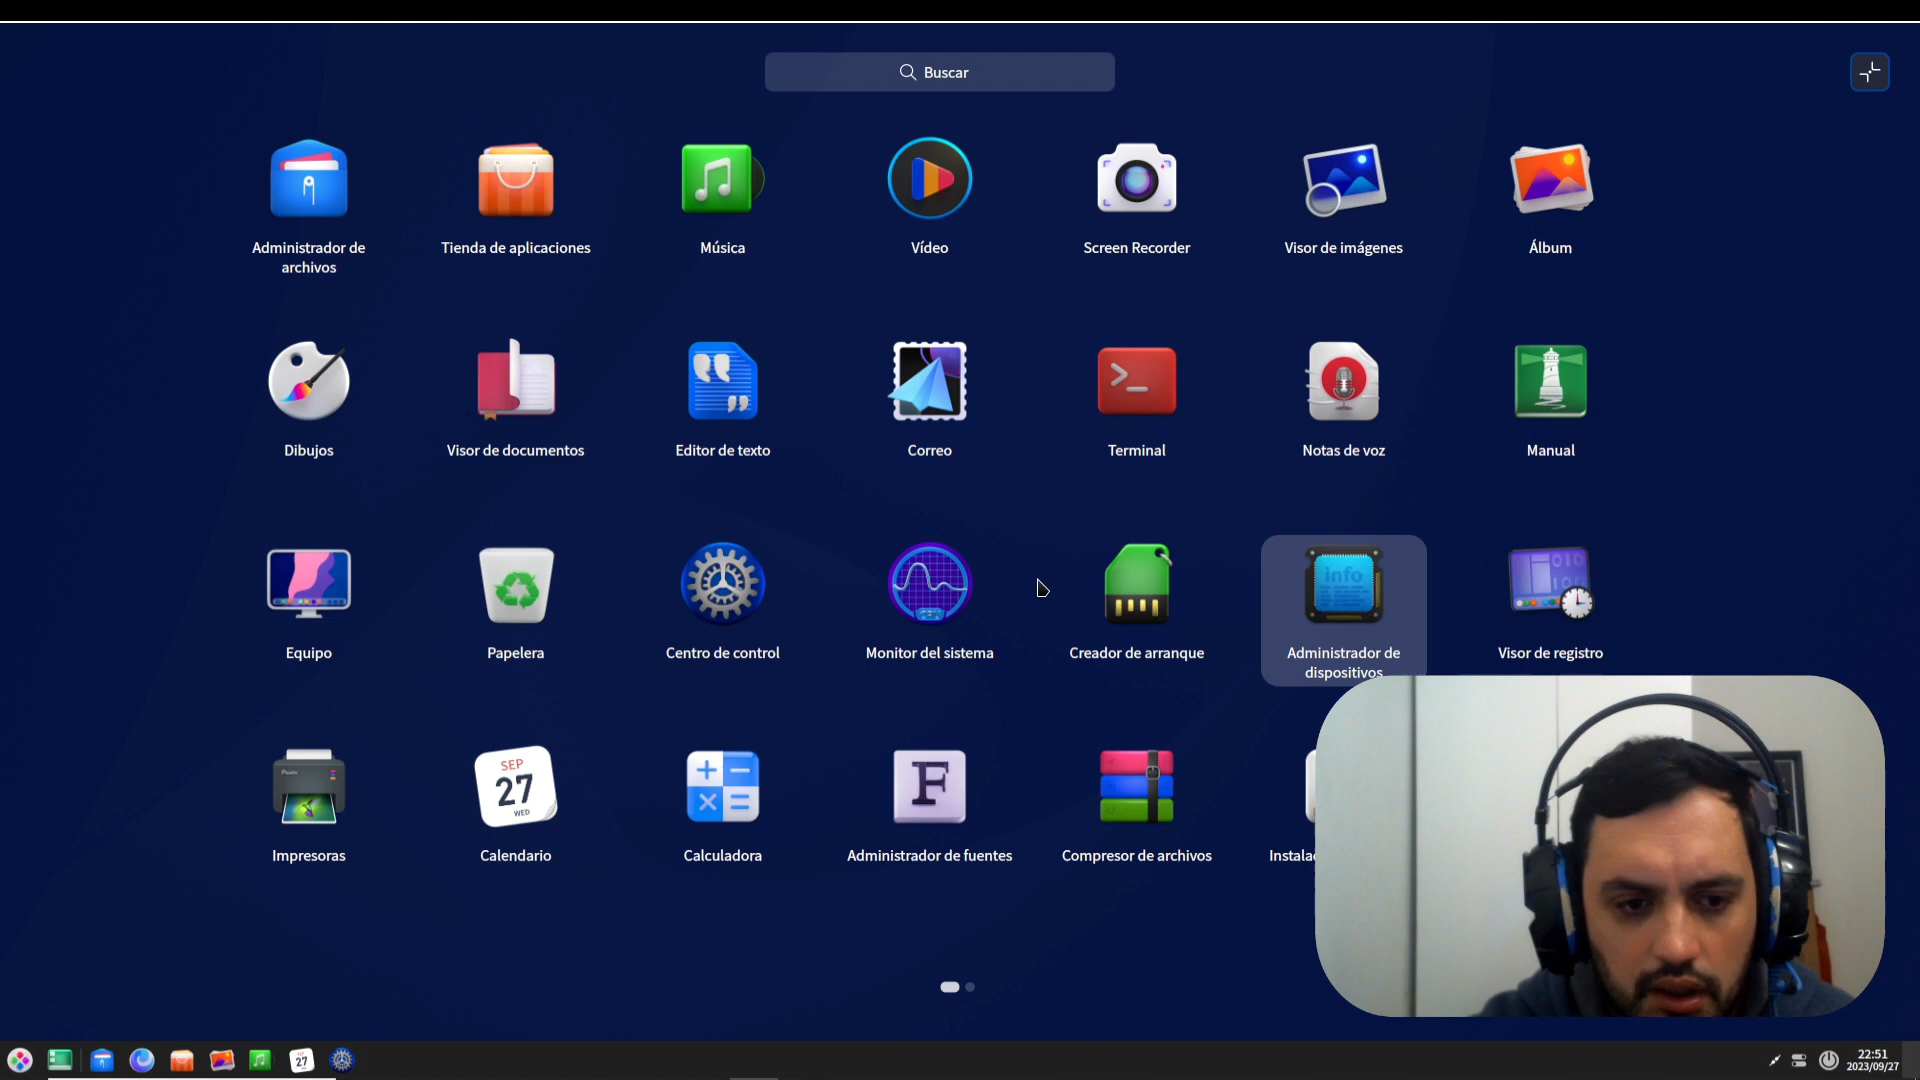 Buscar
Administrador de
archivos
Tienda de aplicaciones
Música
Vídeo
Screen Recorder
Visor de imágenes
Álbum
Dibujos
Visor de documentos
Editor de texto
Correo
Terminal
Notas de voz
Manual
info
Equipo
Papelera
Centro de control
Monitor del sistema
Creador de arranque
Administrador de
dispositivos
Visor de registro
SEP
27
WED
F
Impresoras
Calendario
Calculadora
Administrador de fuentes
Compresor de archivos
27
22:51
2023/09/27